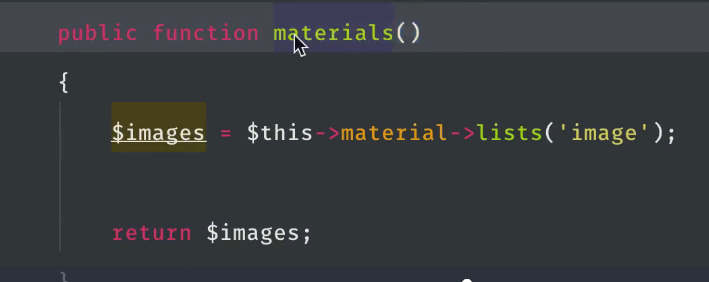 public function materials()
{
$images = $this->material->lists('image');
return $images;
}